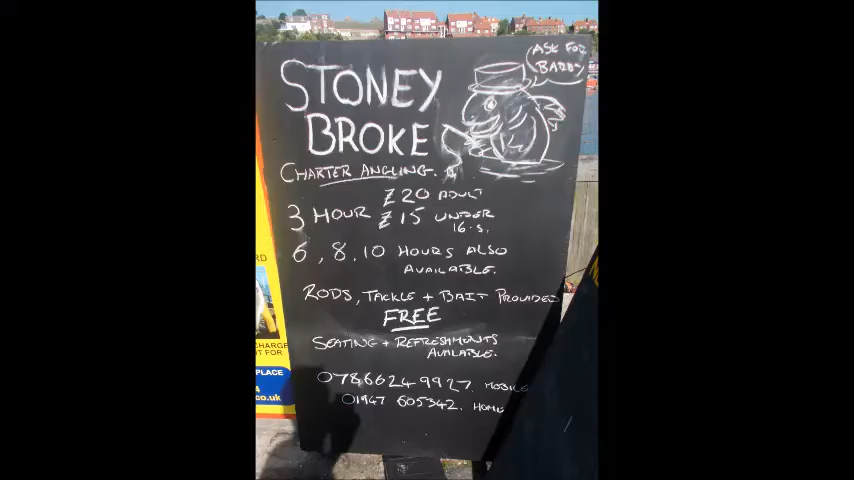 ASK FOR
BARRY
STONEY
BROKE
CHARTER ANGLING.
£20 ADULT
3 HOUR £15 UNDER
16.S.
6, 8, 10 HOURS ALSO
AVAILABLE.
RODS, TACKLE + BAIT PROVIDED
FREE
SEATING + REFRESHMENTS
AVAILABLE.
07866249927. MOBILE
01947 605342. HOME
RD
CHARGE
IT FOR
PLACE
4
.co.uk